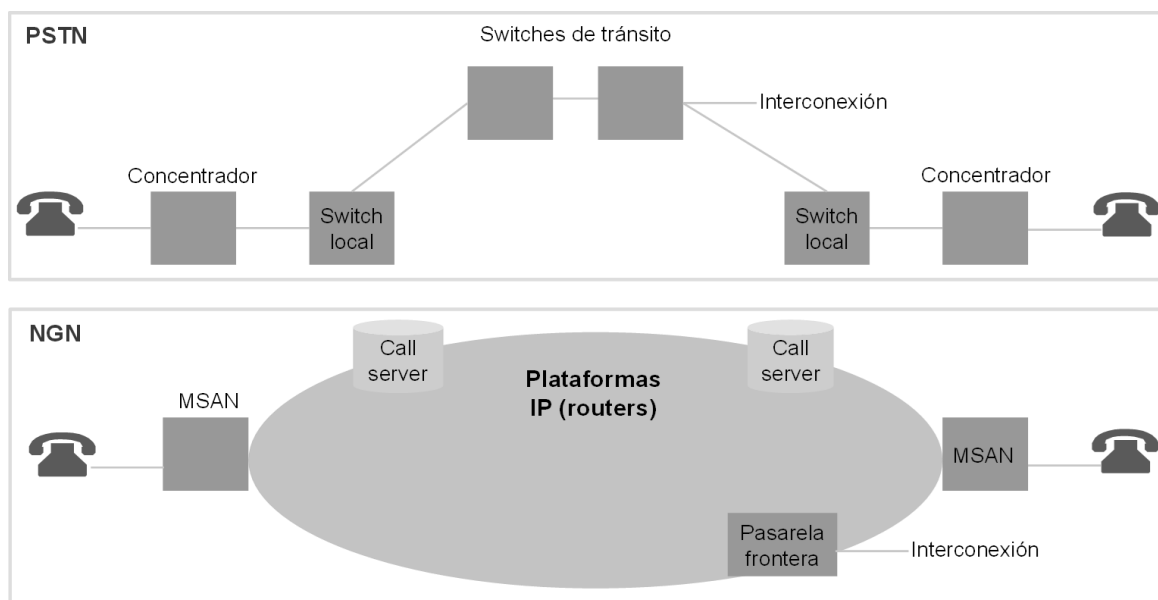 PSTN
Switches de tránsito
Interconexión
Concentrador
Concentrador
Switch
local
Switch
local
NGN
Call
server
Call
server
Plataformas
IP (routers)
MSAN
MSAN
Pasarela
frontera
Interconexión